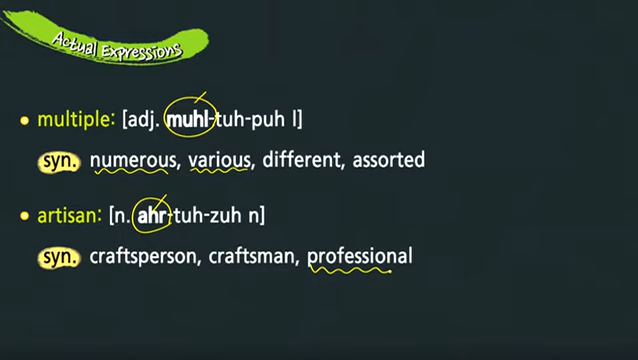 Actual Expressions
• multiple: [adj. muhl-tuh-puh l]
syn. numerous, various, different, assorted
• artisan: [n. ahr-tuh-zuh n]
syn. craftsperson, craftsman, professional